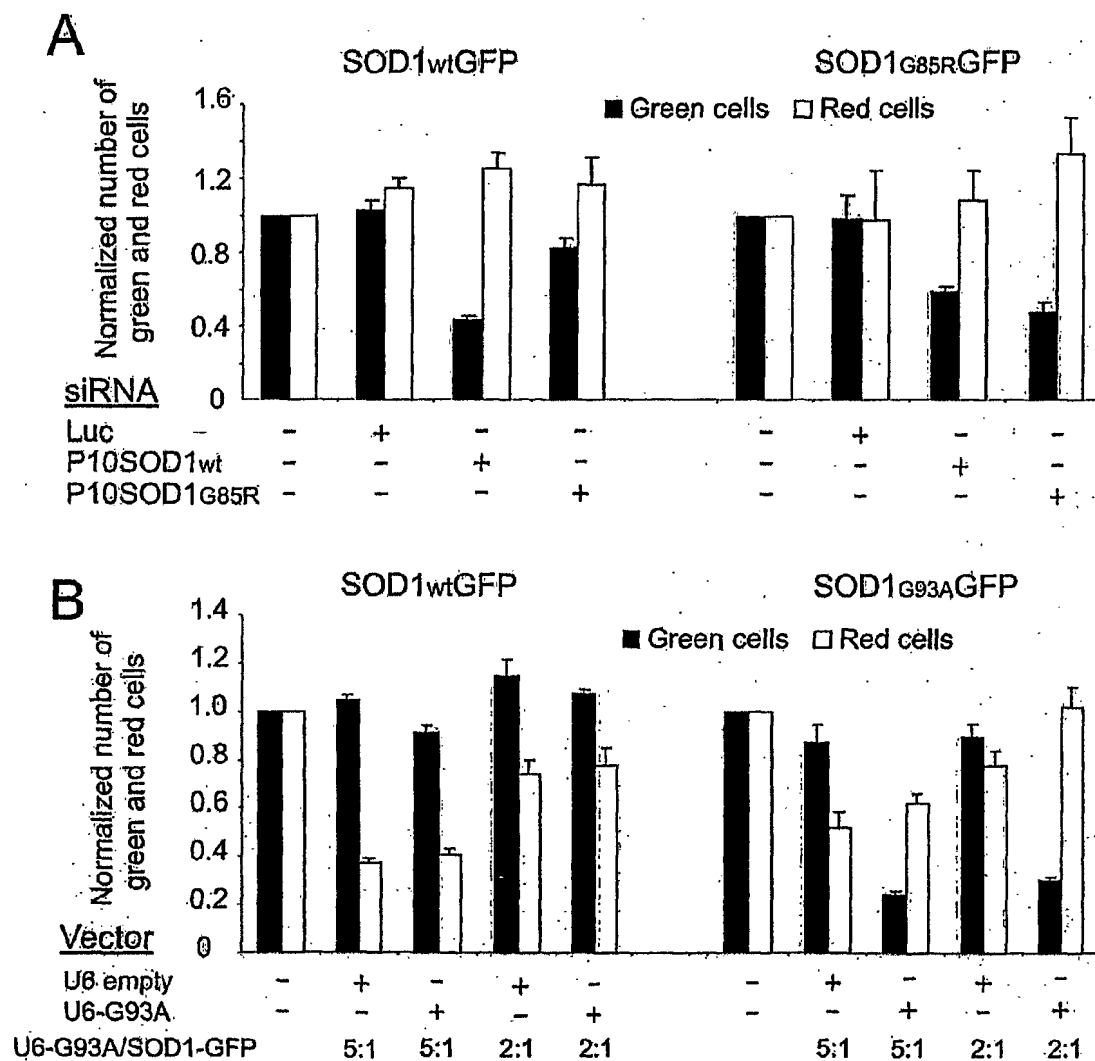 A
SOD1wtGFP SOD1G85RGFP
Normalized number of
green and red cells
Green cells Red cells
1.6
1.2
0.8
0.4
0
siRNA
Luc – – + – – – + – –
P10SOD1wt – – + – – – + –
P10SOD1G85R – – – + – – – +
B
SOD1wtGFP SOD1G93AGFP
Normalized number of
green and red cells
Green cells Red cells
1.4
1.2
1.0
0.8
0.6
0.4
0.2
0
Vector
U6 empty – + – + – – + – + –
U6-G93A – – + – + – – + – +
U6-G93A/SOD1-GFP 5:1 5:1 2:1 2:1 5:1 5:1 2:1 2:1